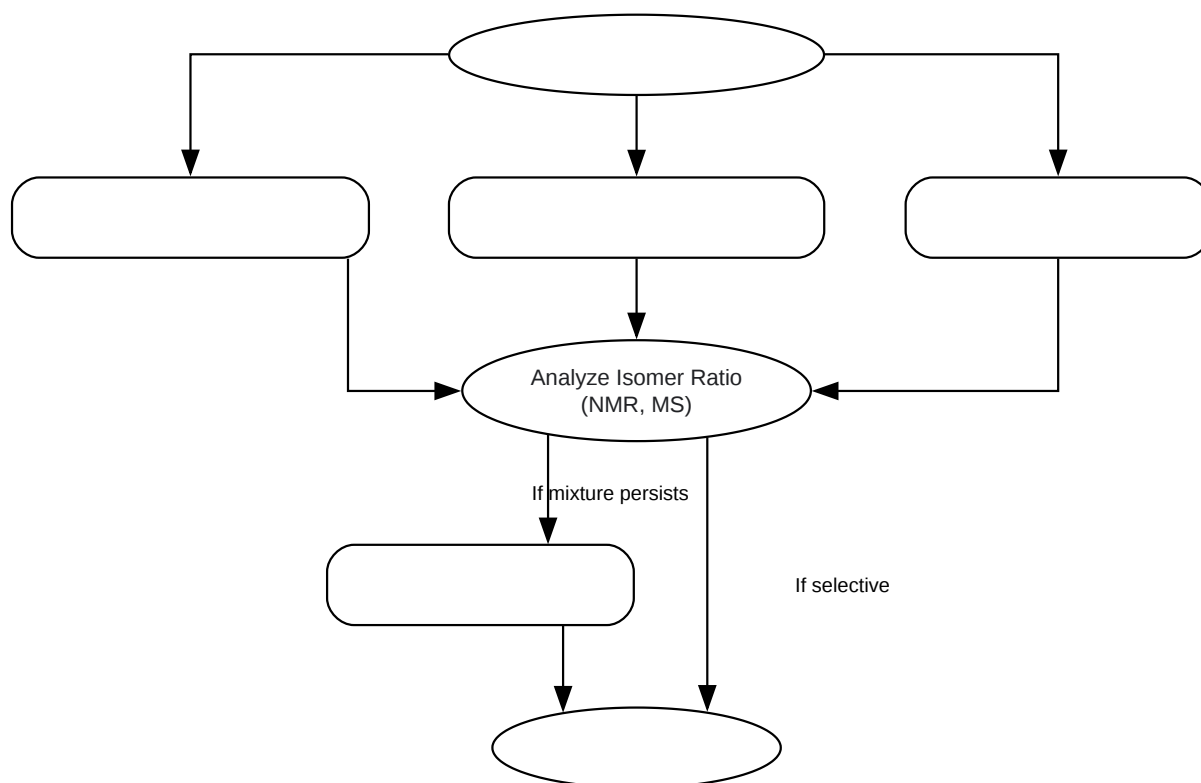 Analyze Isomer Ratio
(NMR, MS)
If mixture persists
If selective